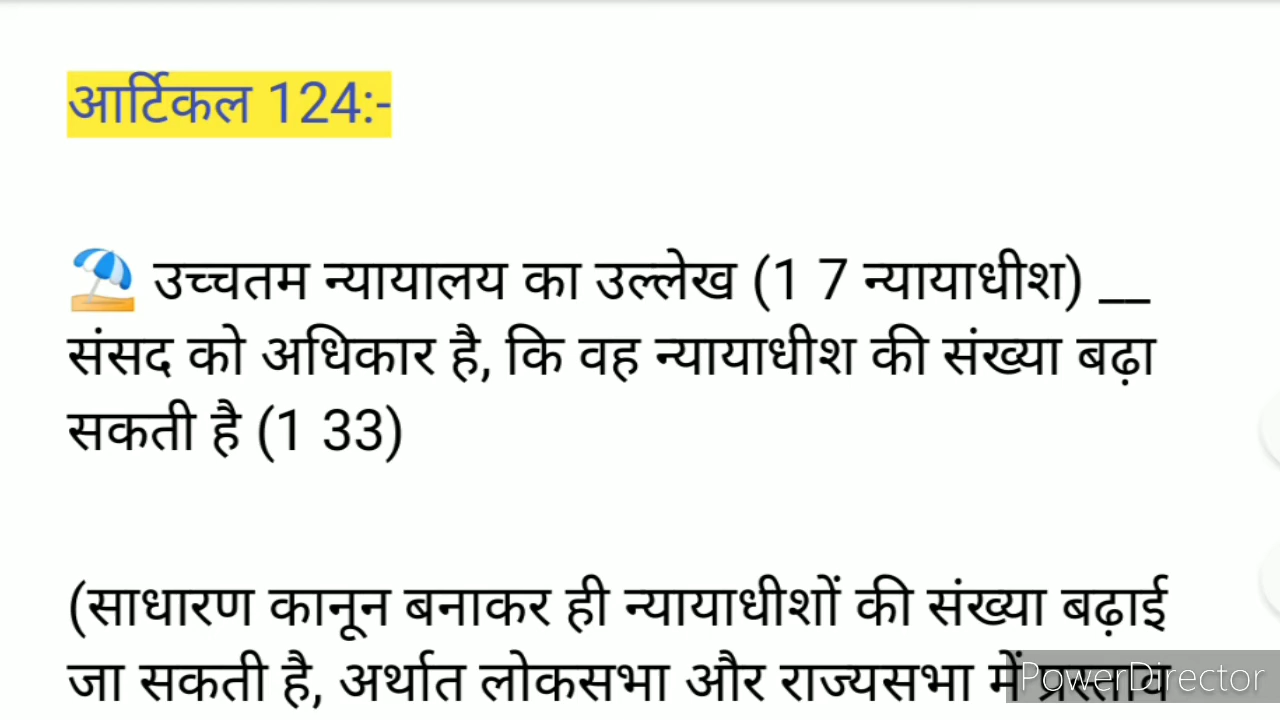 आर्टिकल 124:-
उच्चतम न्यायालय का उल्लेख (1 7 न्यायाधीश) __
संसद को अधिकार है, कि वह न्यायाधीश की संख्या बढ़ा
सकती है (1 33)
(साधारण कानून बनाकर ही न्यायाधीशों की संख्या बढ़ाई
जा सकती है, अर्थात लोकसभा और राज्यसभा में प्रस्ताव
PowerDirector